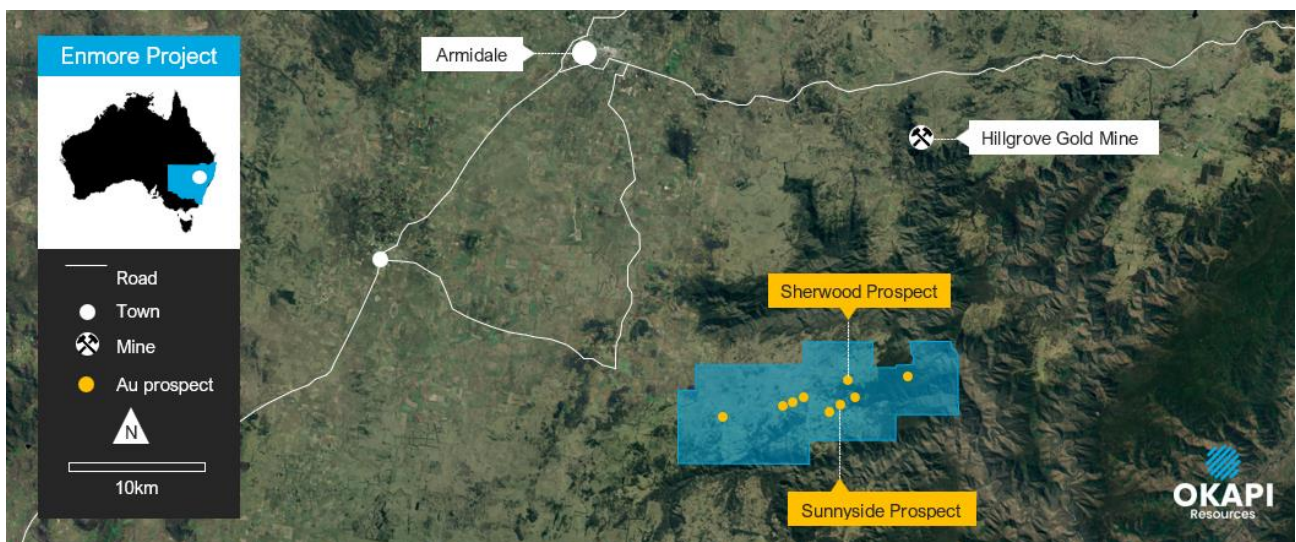 Enmore Project
Road
Town
Mine
Au prospect
N
10km
Armidale
Hillgrove Gold Mine
Sherwood Prospect
Sunnyside Prospect
OKAPI
Resources